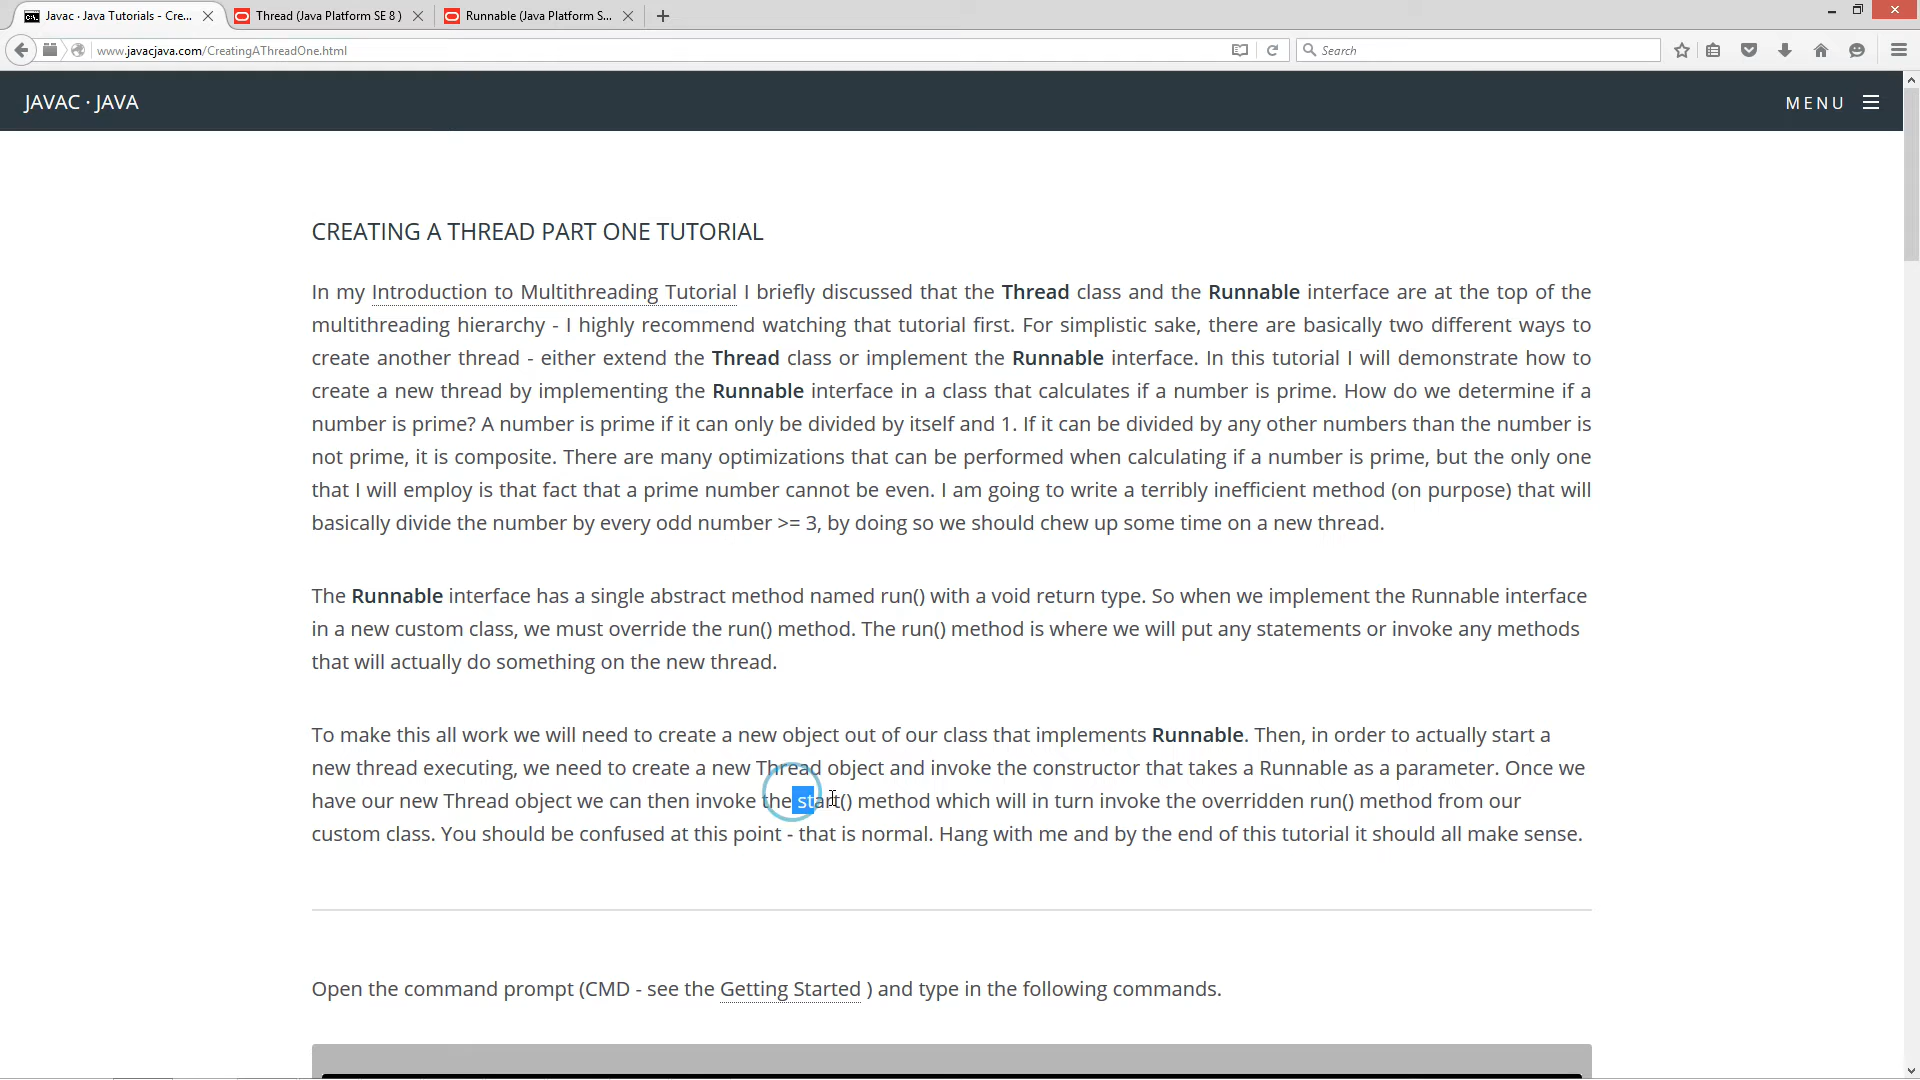 Javac · Java Tutorials - Cre...
Thread (Java Platform SE 8 )
Runnable (Java Platform S...
www.javacjava.com/CreatingAThreadOne.html
Search
JAVAC · JAVA
MENU
CREATING A THREAD PART ONE TUTORIAL
In my Introduction to Multithreading Tutorial I briefly discussed that the Thread class and the Runnable interface are at the top of the
multithreading hierarchy - I highly recommend watching that tutorial first. For simplistic sake, there are basically two different ways to
create another thread - either extend the Thread class or implement the Runnable interface. In this tutorial I will demonstrate how to
create a new thread by implementing the Runnable interface in a class that calculates if a number is prime. How do we determine if a
number is prime? A number is prime if it can only be divided by itself and 1. If it can be divided by any other numbers than the number is
not prime, it is composite. There are many optimizations that can be performed when calculating if a number is prime, but the only one
that I will employ is that fact that a prime number cannot be even. I am going to write a terribly inefficient method (on purpose) that will
basically divide the number by every odd number >= 3, by doing so we should chew up some time on a new thread.
The Runnable interface has a single abstract method named run() with a void return type. So when we implement the Runnable interface
in a new custom class, we must override the run() method. The run() method is where we will put any statements or invoke any methods
that will actually do something on the new thread.
To make this all work we will need to create a new object out of our class that implements Runnable. Then, in order to actually start a
new thread executing, we need to create a new Thread object and invoke the constructor that takes a Runnable as a parameter. Once we
have our new Thread object we can then invoke the start() method which will in turn invoke the overridden run() method from our
custom class. You should be confused at this point - that is normal. Hang with me and by the end of this tutorial it should all make sense.
Open the command prompt (CMD - see the Getting Started ) and type in the following commands.